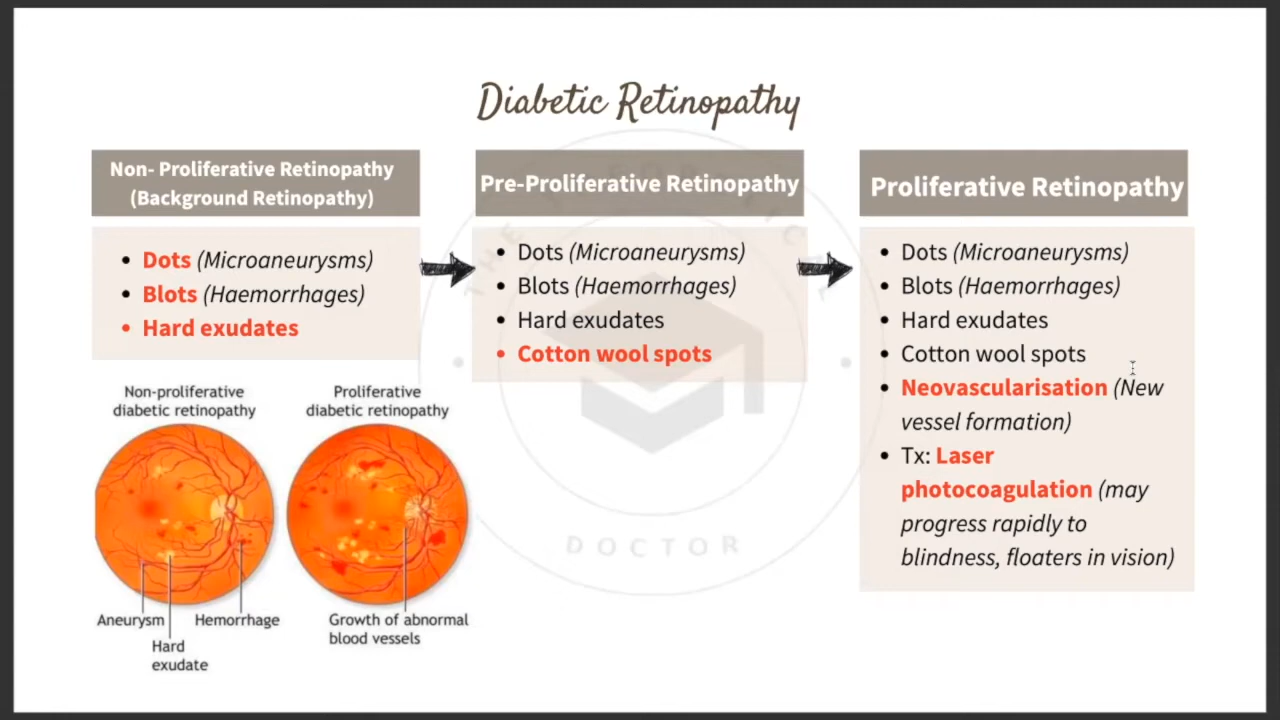 Diabetic Retinopathy
Non- Proliferative Retinopathy
(Background Retinopathy)
• Dots (Microaneurysms)
• Blots (Haemorrhages)
• Hard exudates
Pre-Proliferative Retinopathy
• Dots (Microaneurysms)
• Blots (Haemorrhages)
• Hard exudates
• Cotton wool spots
Proliferative Retinopathy
• Dots (Microaneurysms)
• Blots (Haemorrhages)
• Hard exudates
• Cotton wool spots
• Neovascularisation (New
vessel formation)
• Tx: Laser
photocoagulation (may
progress rapidly to
blindness, floaters in vision)
Non-proliferative
diabetic retinopathy
Proliferative
diabetic retinopathy
Aneurysm
Hemorrhage
Hard
exudate
Growth of abnormal
blood vessels
THE
DOCTOR